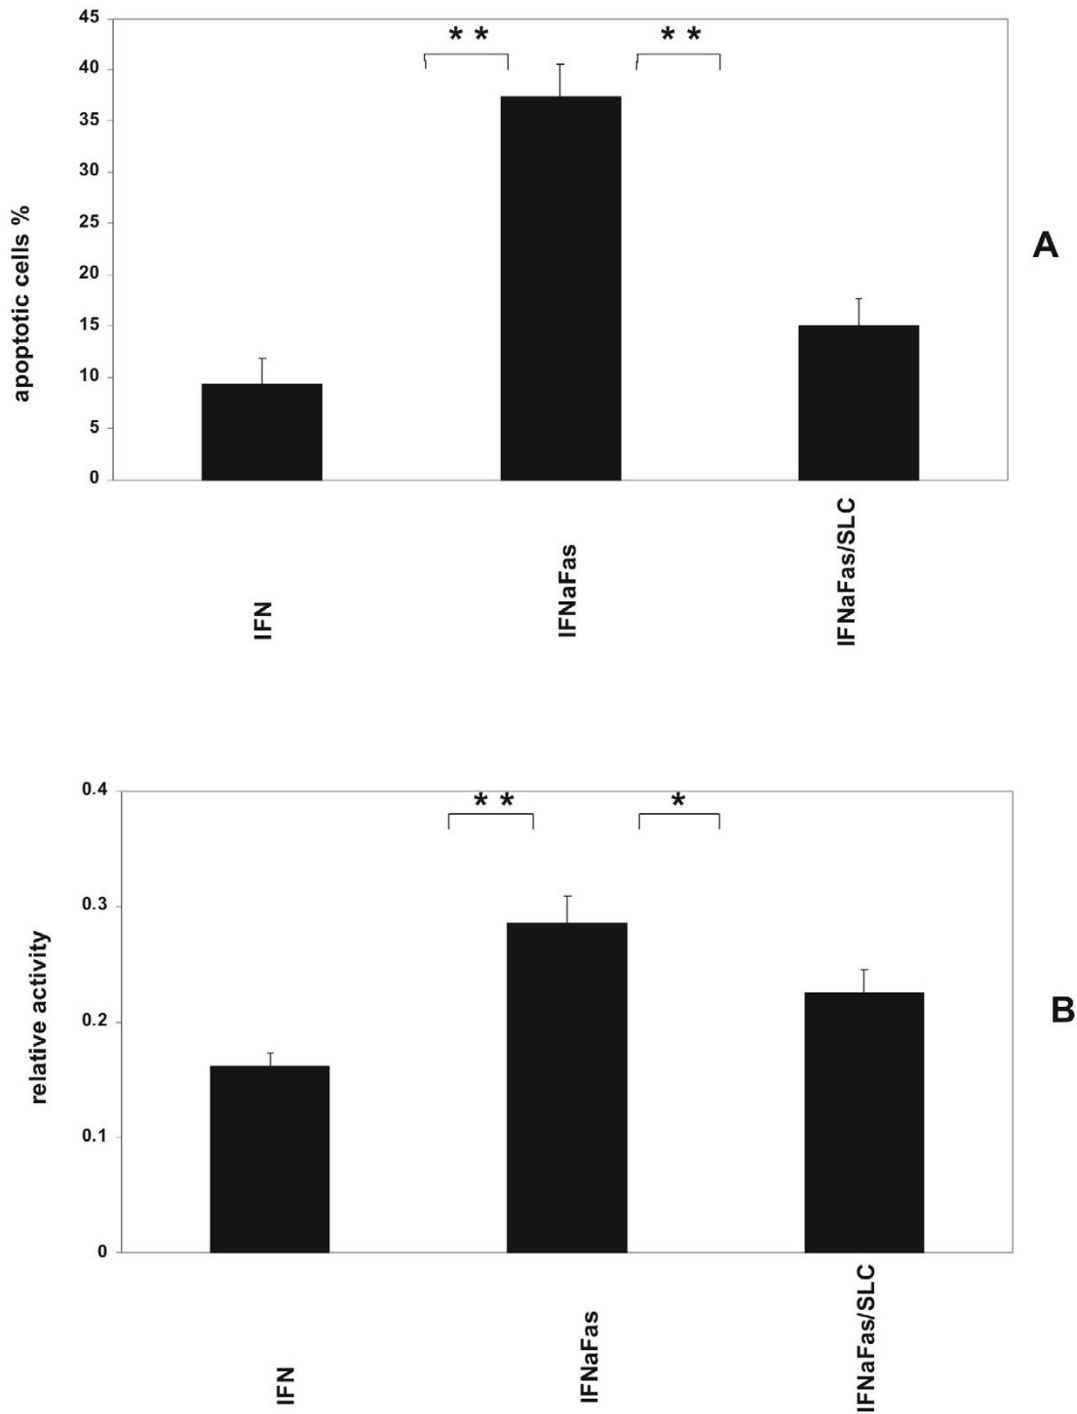 45
40
35
30
25
20
15
10
5
0
apoptotic cells %
* *
* *
A
IFN
IFNaFas
IFNaFas/SLC
0.4
0.3
0.2
0.1
0
relative activity
* *
*
B
IFN
IFNaFas
IFNaFas/SLC